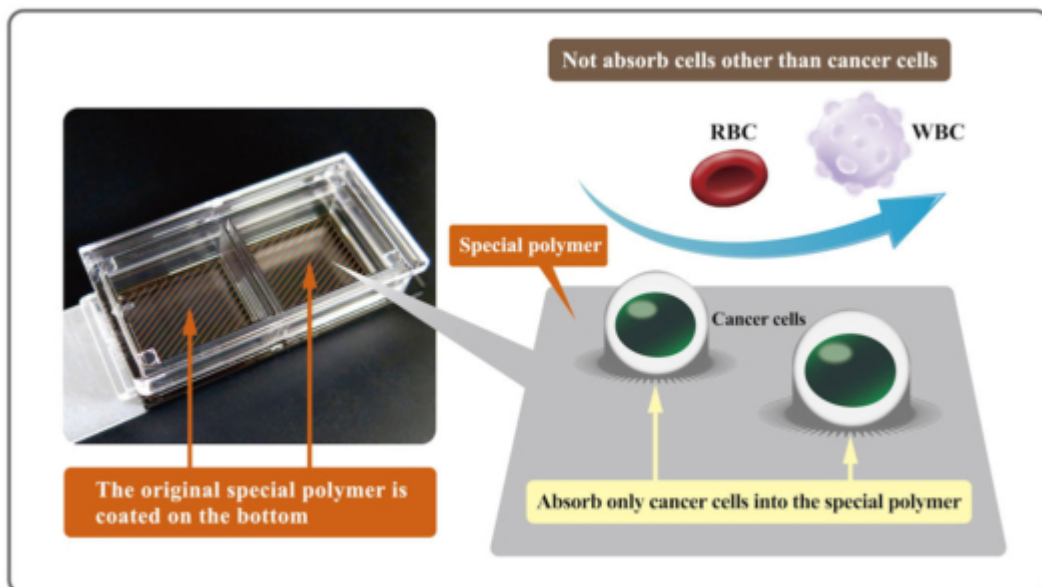 Not absorb cells other than cancer cells
RBC
WBC
Special polymer
Cancer cells
The original special polymer is
coated on the bottom
Absorb only cancer cells into the special polymer